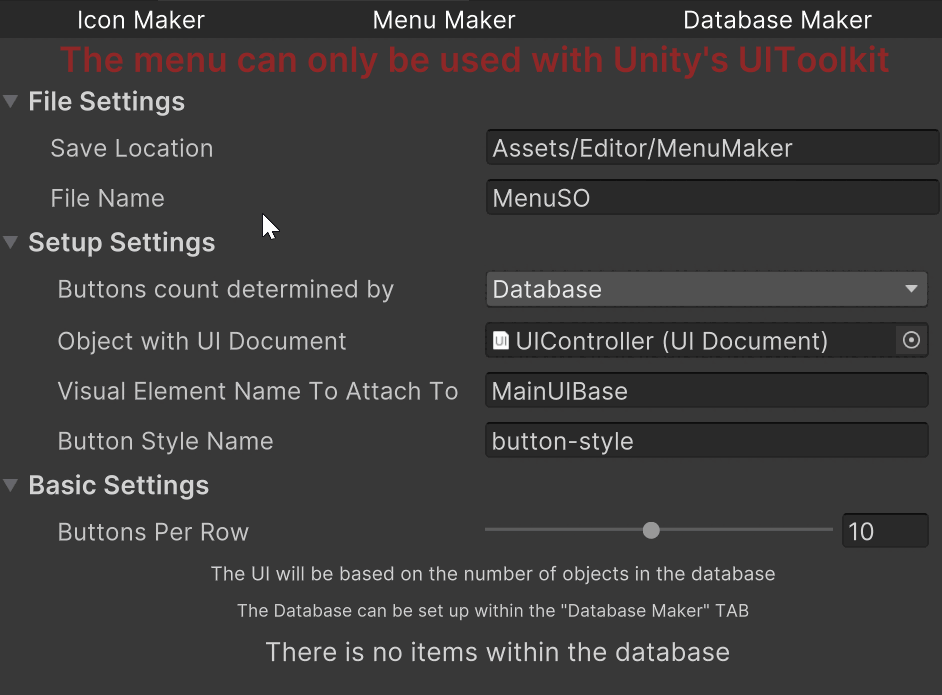 Icon Maker Menu Maker Database Maker
The menu can only be used with Unity's UIToolkit
File Settings
Save Location Assets/Editor/MenuMaker
File Name MenuSO
Setup Settings
Buttons count determined by Database
Object with UI Document UIController (UI Document)
Visual Element Name To Attach To MainUIBase
Button Style Name button-style
Basic Settings
Buttons Per Row 10
The UI will be based on the number of objects in the database
The Database can be set up within the "Database Maker" TAB
There is no items within the database